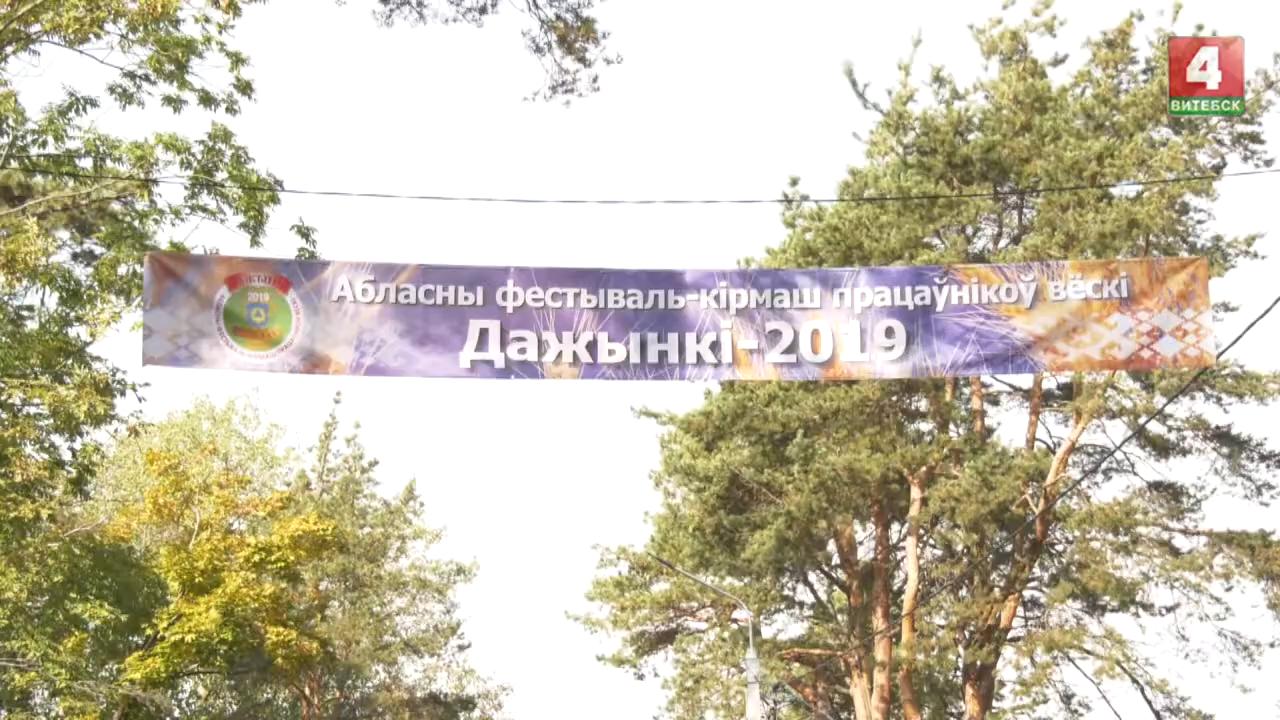 4
ВИТЕБСК
Абласны фестываль-кірмаш працаўнікоў вёскі
Дажынкі-2019
2019